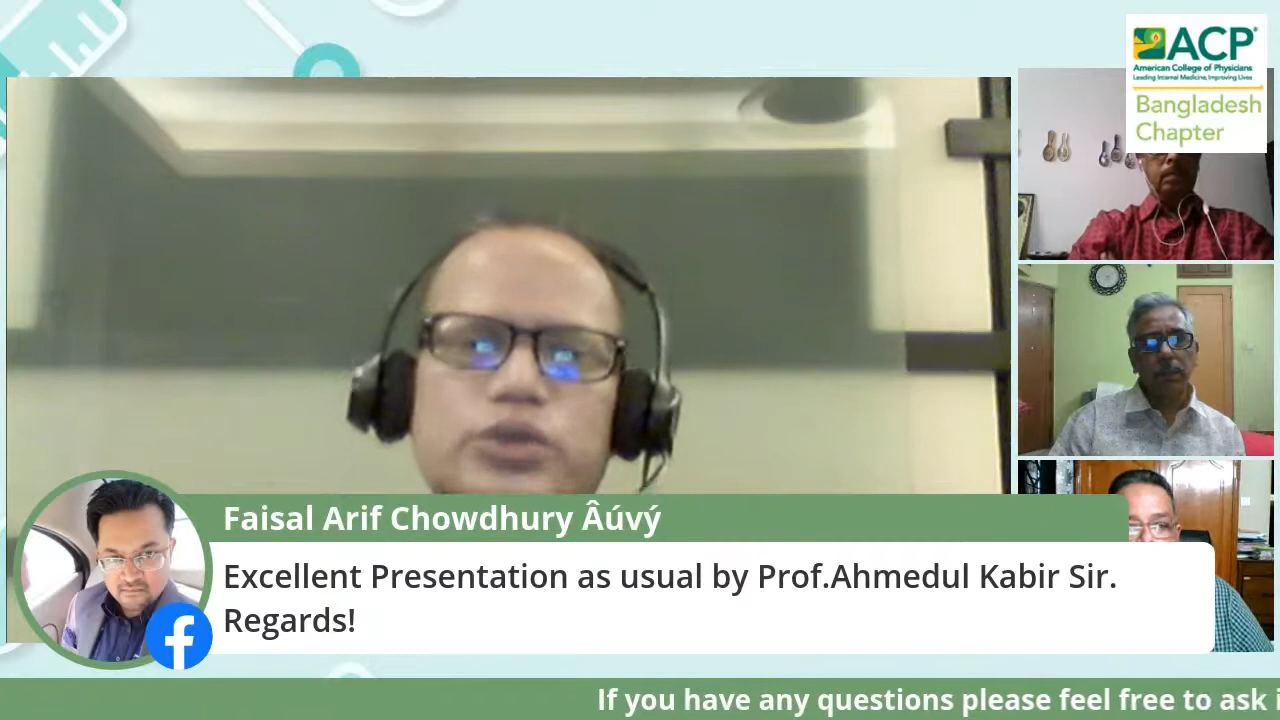 ACP®
American College of Physicians
Leading Internal Medicine, Improving Lives
Bangladesh
Chapter
Faisal Arif Chowdhury Âúvý
Excellent Presentation as usual by Prof.Ahmedul Kabir Sir.
Regards!
If you have any questions please feel free to ask i